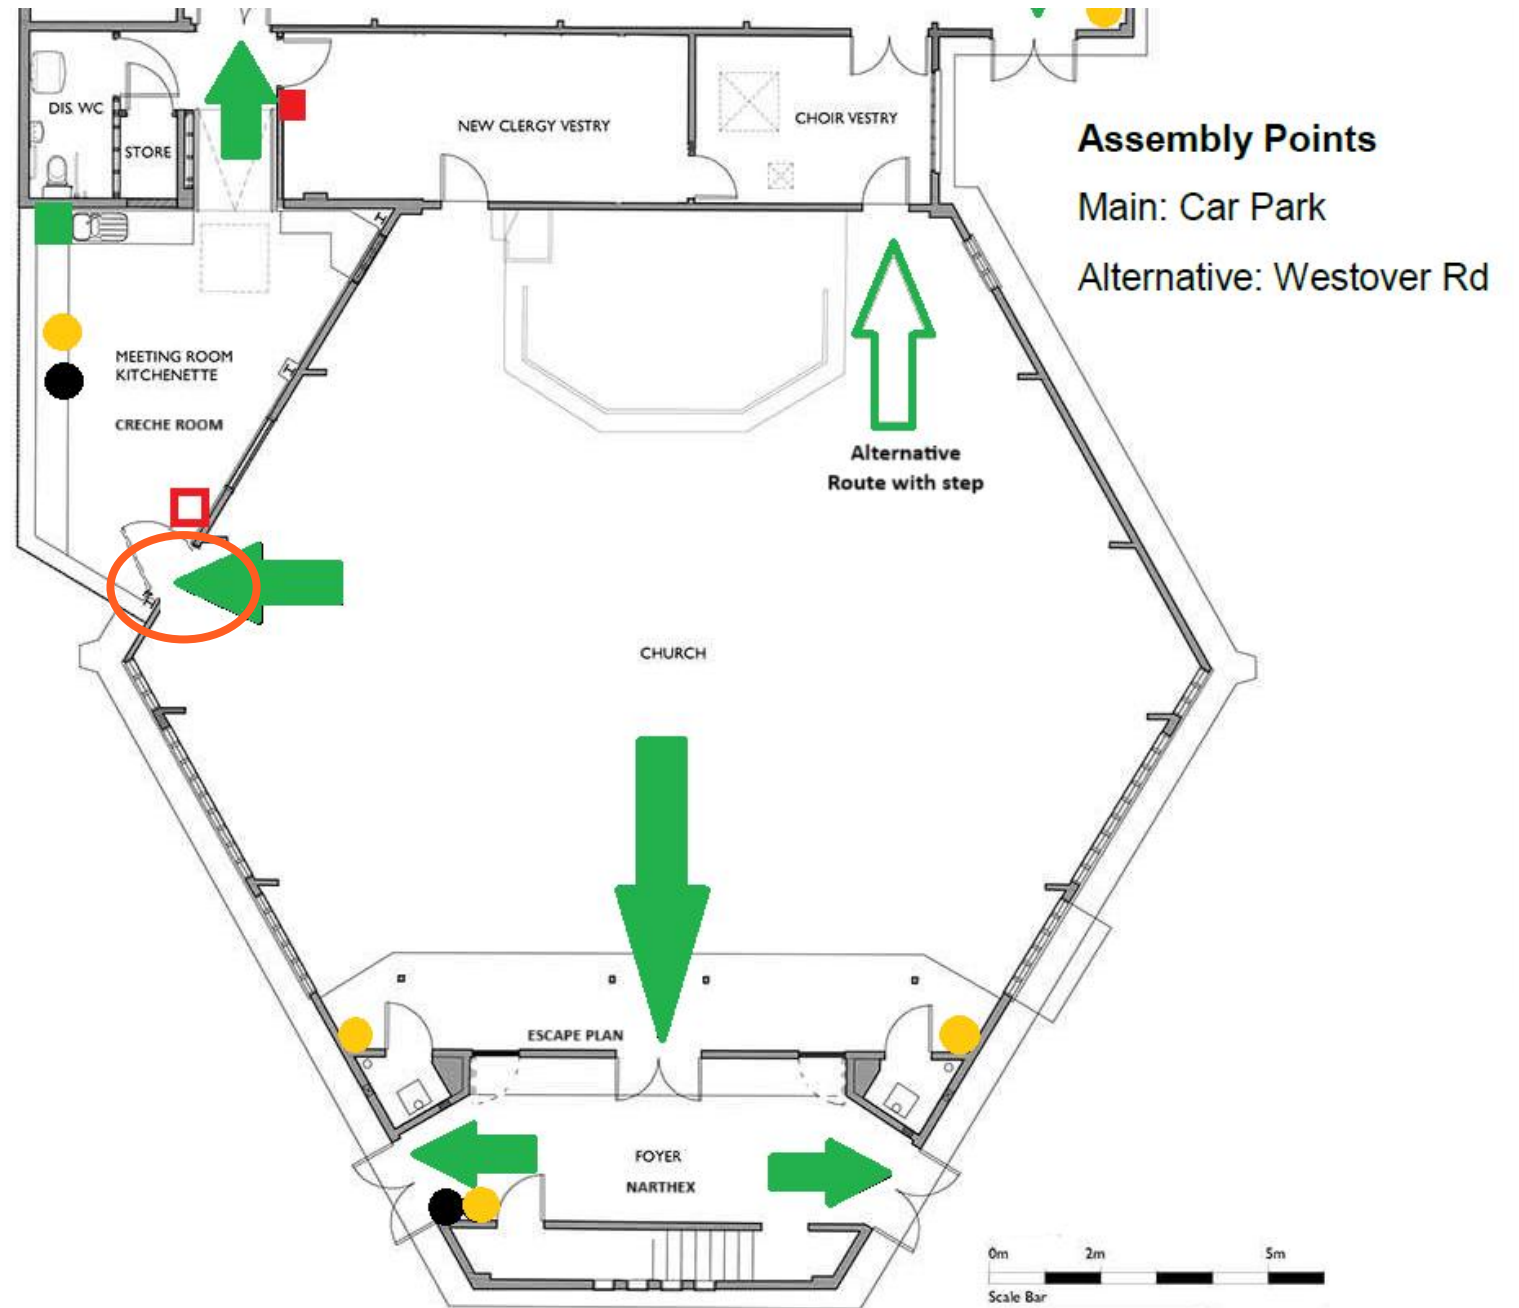 DIS. WC
STORE
NEW CLERGY VESTRY
CHOIR VESTRY
Assembly Points
Main: Car Park
Alternative: Westover Rd
MEETING ROOM
KITCHENETTE
CRECHE ROOM
Alternative
Route with step
CHURCH
ESCAPE PLAN
FOYER
NARTHEX
0m 2m 5m
Scale Bar